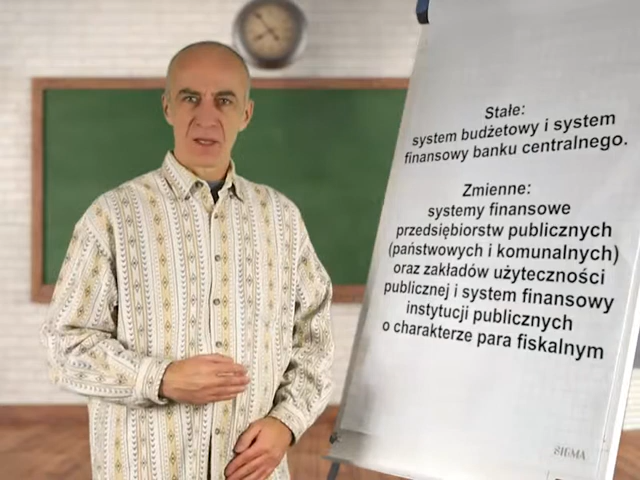 Stałe:
system budżetowy i system
finansowy banku centralnego.
Zmienne:
systemy finansowe
przedsiębiorstw publicznych
(państwowych i komunalnych)
oraz zakładów użyteczności
publicznej i system finansowy
instytucji publicznych
o charakterze para fiskalnym
SIGMA